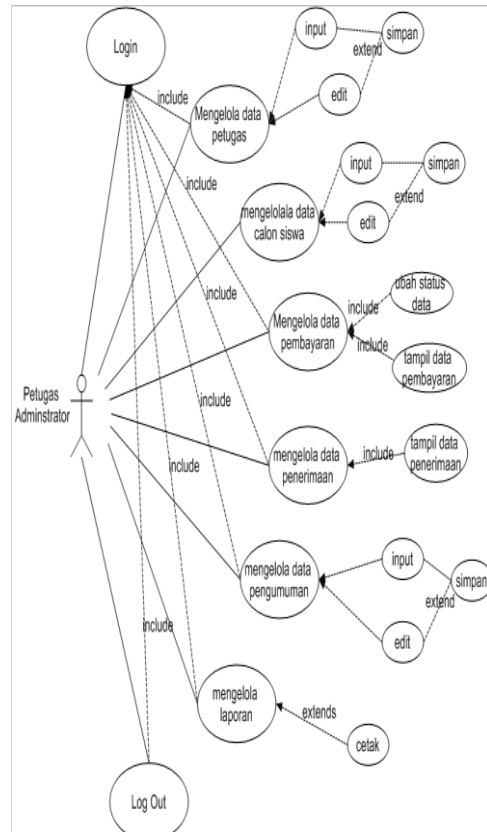 Login
include
Mengelola data
petugas
input
simpan
extend
edit
include
mengelolala data
calon siswa
input
simpan
extend
edit
include
Mengelola data
pembayaran
include
ubah status
data
include
tampil data
pembayaran
Petugas
Adminstrator
include
mengelola data
penerimaan
include
tampil data
penerimaan
include
mengelola data
pengumuman
input
simpan
extend
edit
include
mengelola
laporan
extends
cetak
Log Out